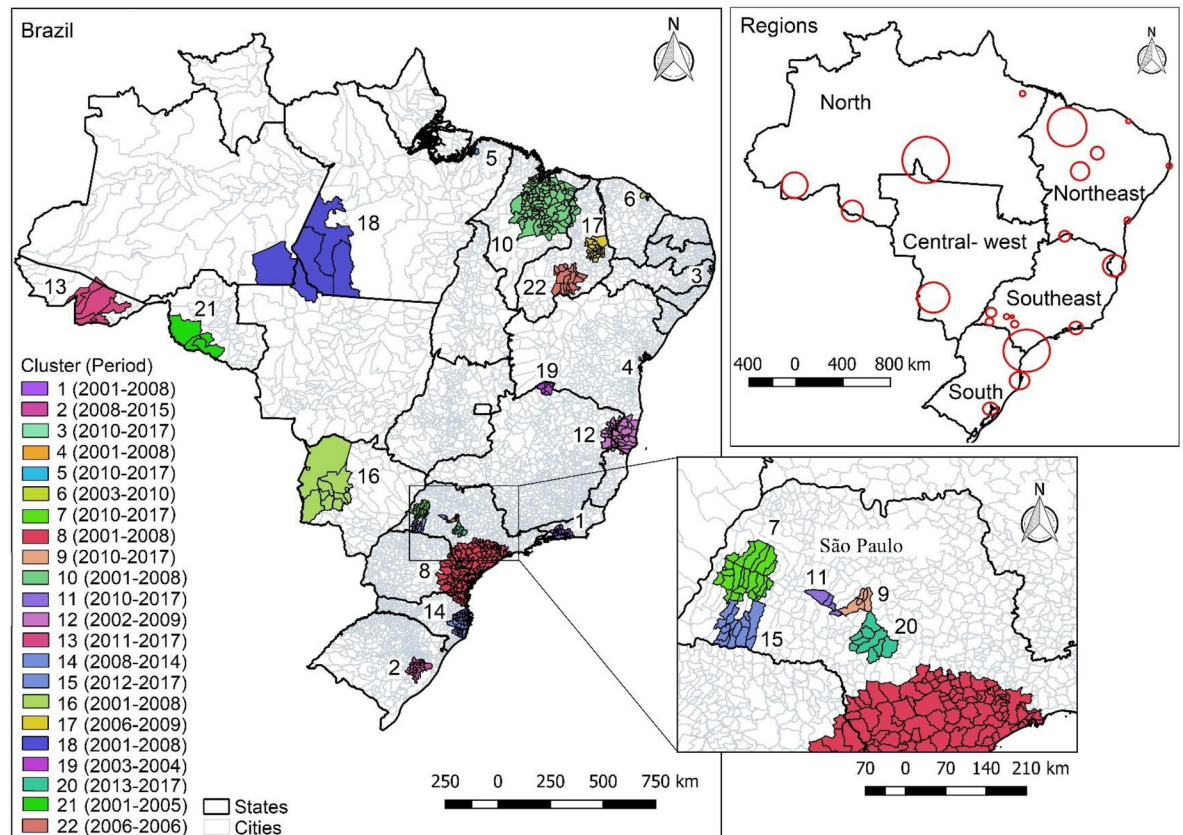 Brazil
N
5
6
17
10
18
3
22
13
21
4
19
12
16
1
8
14
2
Cluster (Period)
1 (2001-2008)
2 (2008-2015)
3 (2010-2017)
4 (2001-2008)
5 (2010-2017)
6 (2003-2010)
7 (2010-2017)
8 (2001-2008)
9 (2010-2017)
10 (2001-2008)
11 (2010-2017)
12 (2002-2009)
13 (2011-2017)
14 (2008-2014)
15 (2012-2017)
16 (2001-2008)
17 (2006-2009)
18 (2001-2008)
19 (2003-2004)
20 (2013-2017)
21 (2001-2005)
22 (2006-2006)
States
Cities
250 0 250 500 750 km
Regions
N
North
Northeast
Central- west
Southeast
South
400 0 400 800 km
N
7
São Paulo
11
9
15
20
70 0 70 140 210 km